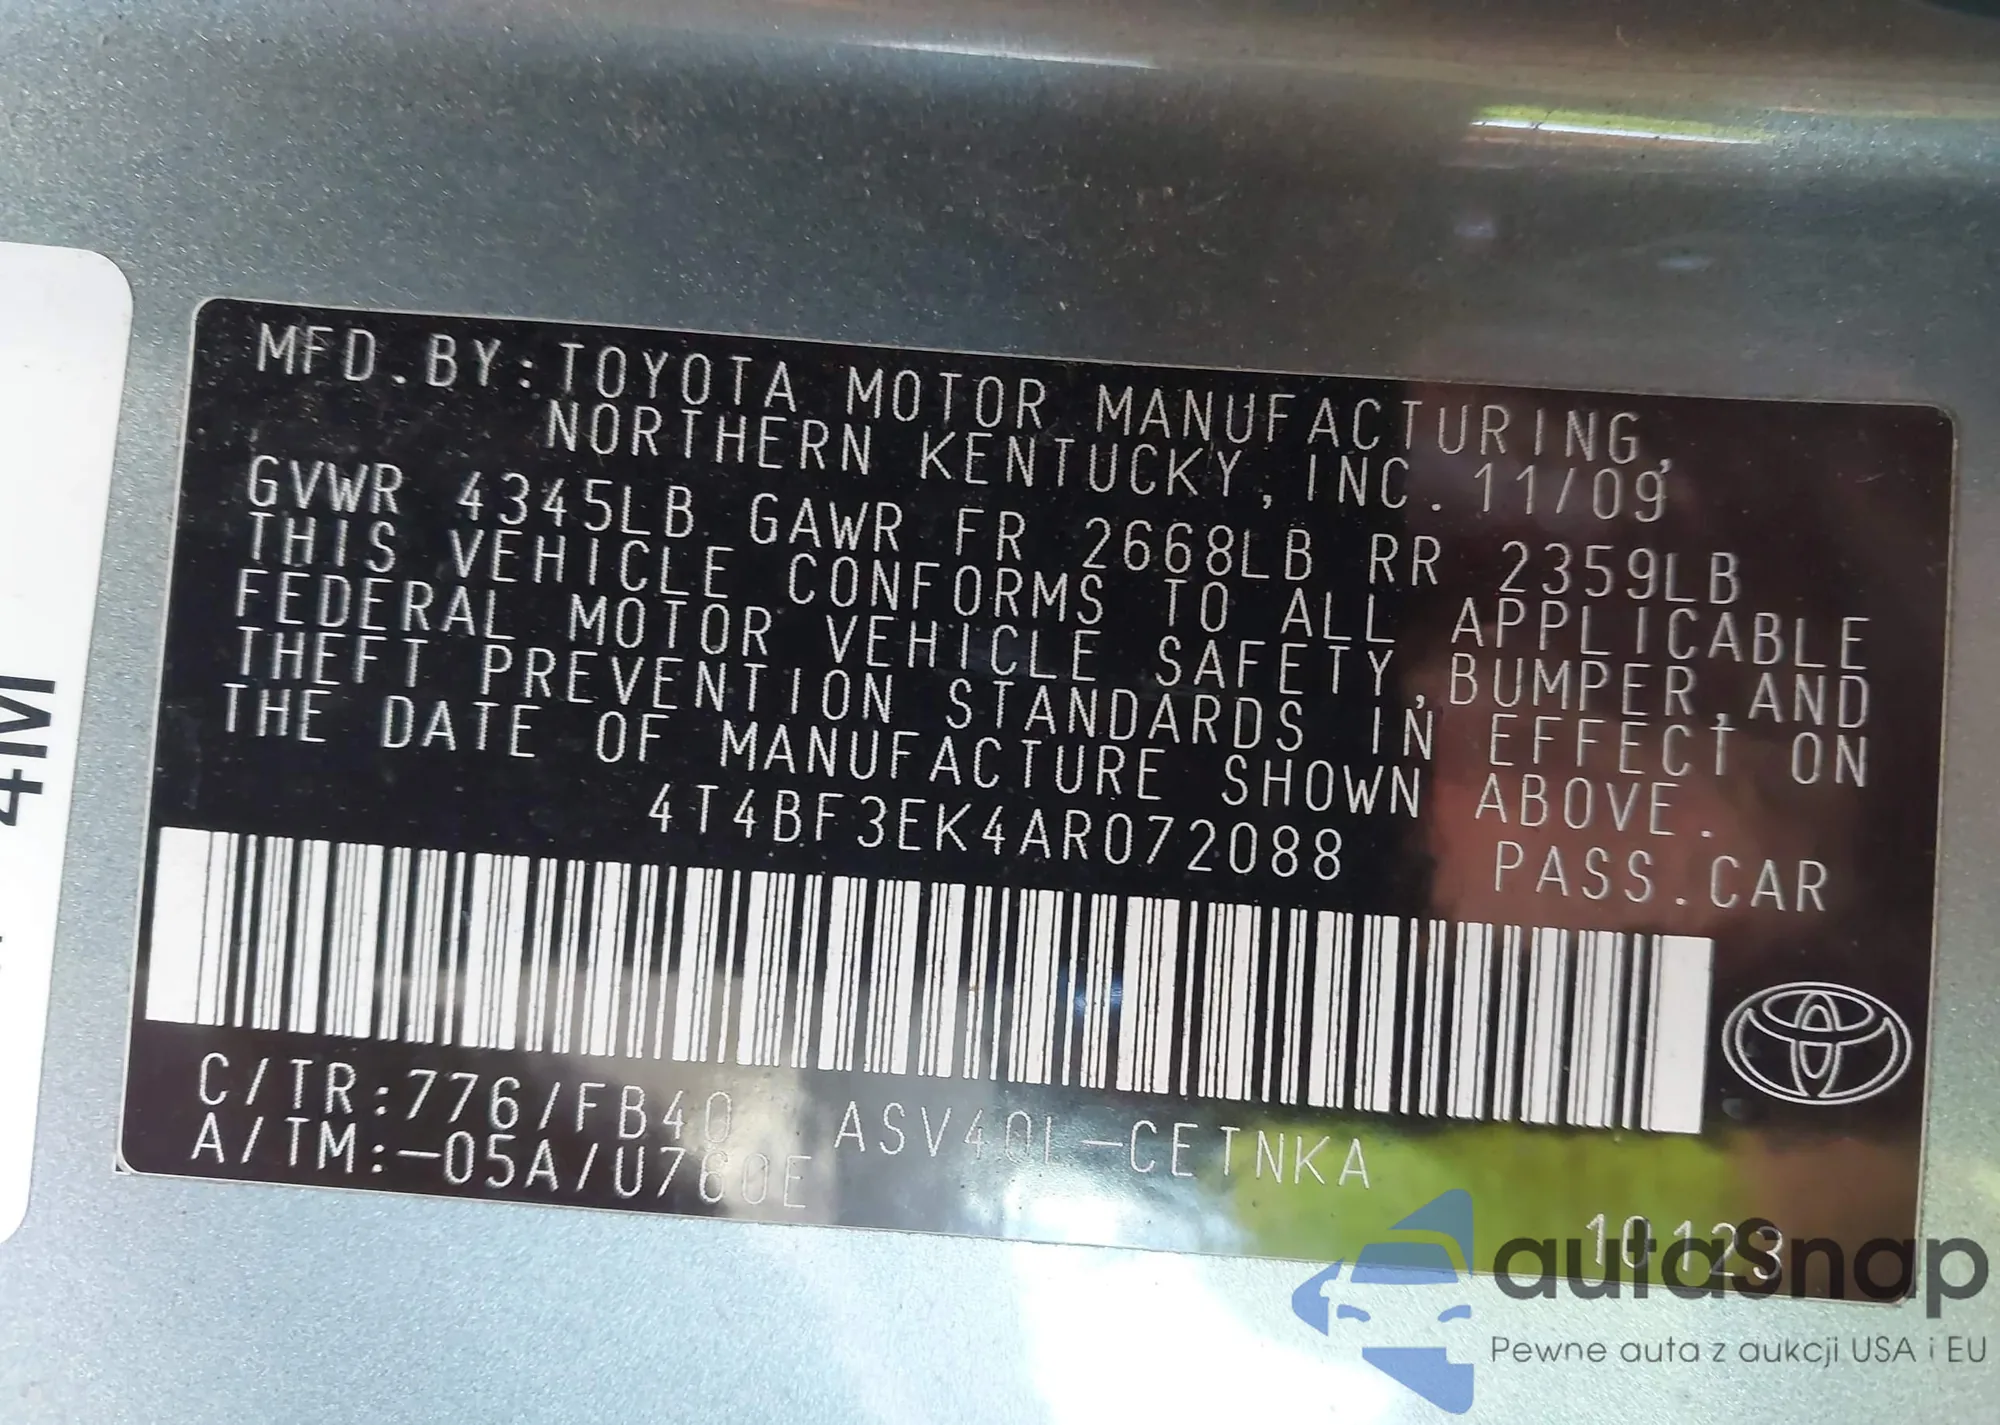 MFD.BY:TOYOTA MOTOR MANUFACTURING,
NORTHERN KENTUCKY,INC. 11/09
GVWR 4345LB GAWR FR 2668LB RR 2359LB
THIS VEHICLE CONFORMS TO ALL APPLICABLE
FEDERAL MOTOR VEHICLE SAFETY,BUMPER,AND
THEFT PREVENTION STANDARDS IN EFFECT ON
THE DATE OF MANUFACTURE SHOWN ABOVE.
4T4BF3EK4AR072088
PASS.CAR
C/TR:776/FB40 ASV40L-CETNKA
A/TM:-05A/U760E
10123
4M
autasnap
Pewne auta z aukcji USA i EU